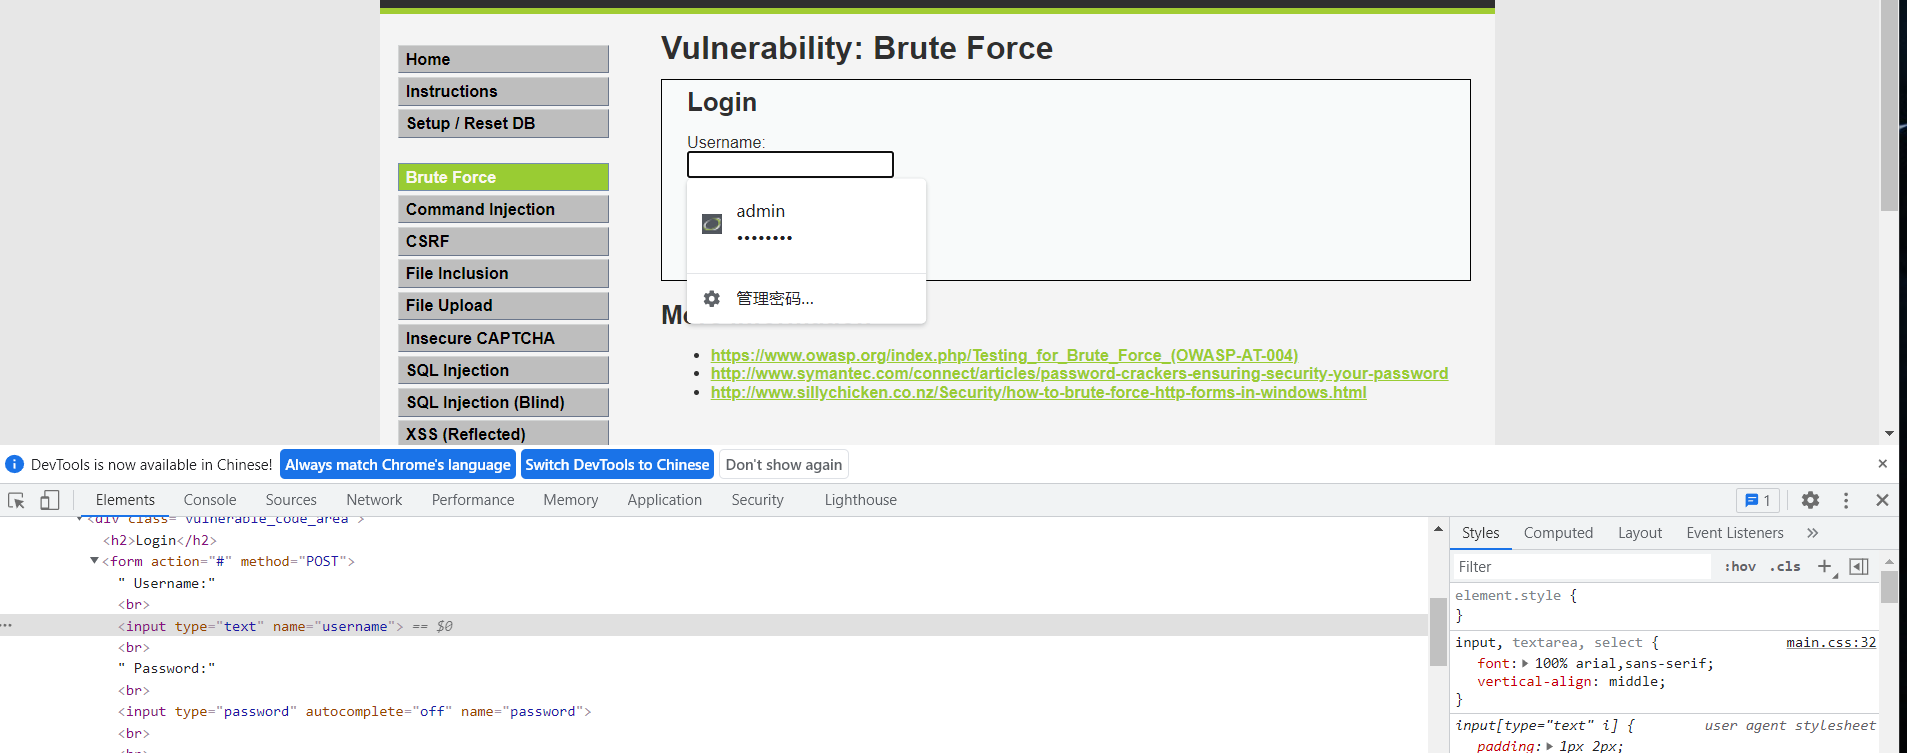 Vulnerability: Brute Force
Home
Instructions
Setup / Reset DB
Brute Force
Command Injection
CSRF
File Inclusion
File Upload
Insecure CAPTCHA
SQL Injection
SQL Injection (Blind)
XSS (Reflected)
Login
Username:
admin
••••••••
管理密码...
https://www.owasp.org/index.php/Testing_for_Brute_Force_(OWASP-AT-004)
http://www.symantec.com/connect/articles/password-crackers-ensuring-security-your-password
http://www.sillychicken.co.nz/Security/how-to-brute-force-http-forms-in-windows.html
DevTools is now available in Chinese! Always match Chrome's language Switch DevTools to Chinese Don't show again
Elements Console Sources Network Performance Memory Application Security Lighthouse 1
<div class="vulnerable_code_area">
<h2>Login</h2>
<form action="#" method="POST">
" Username:"
<br>
<input type="text" name="username"> == $0
<br>
" Password:"
<br>
<input type="password" autocomplete="off" name="password">
<br>
<br>
Styles Computed Layout Event Listeners »
Filter :hov .cls +
element.style {
}
input, textarea, select { main.css:32
font: 100% arial,sans-serif;
vertical-align: middle;
}
input[type="text" i] { user agent stylesheet
padding: 1px 2px;